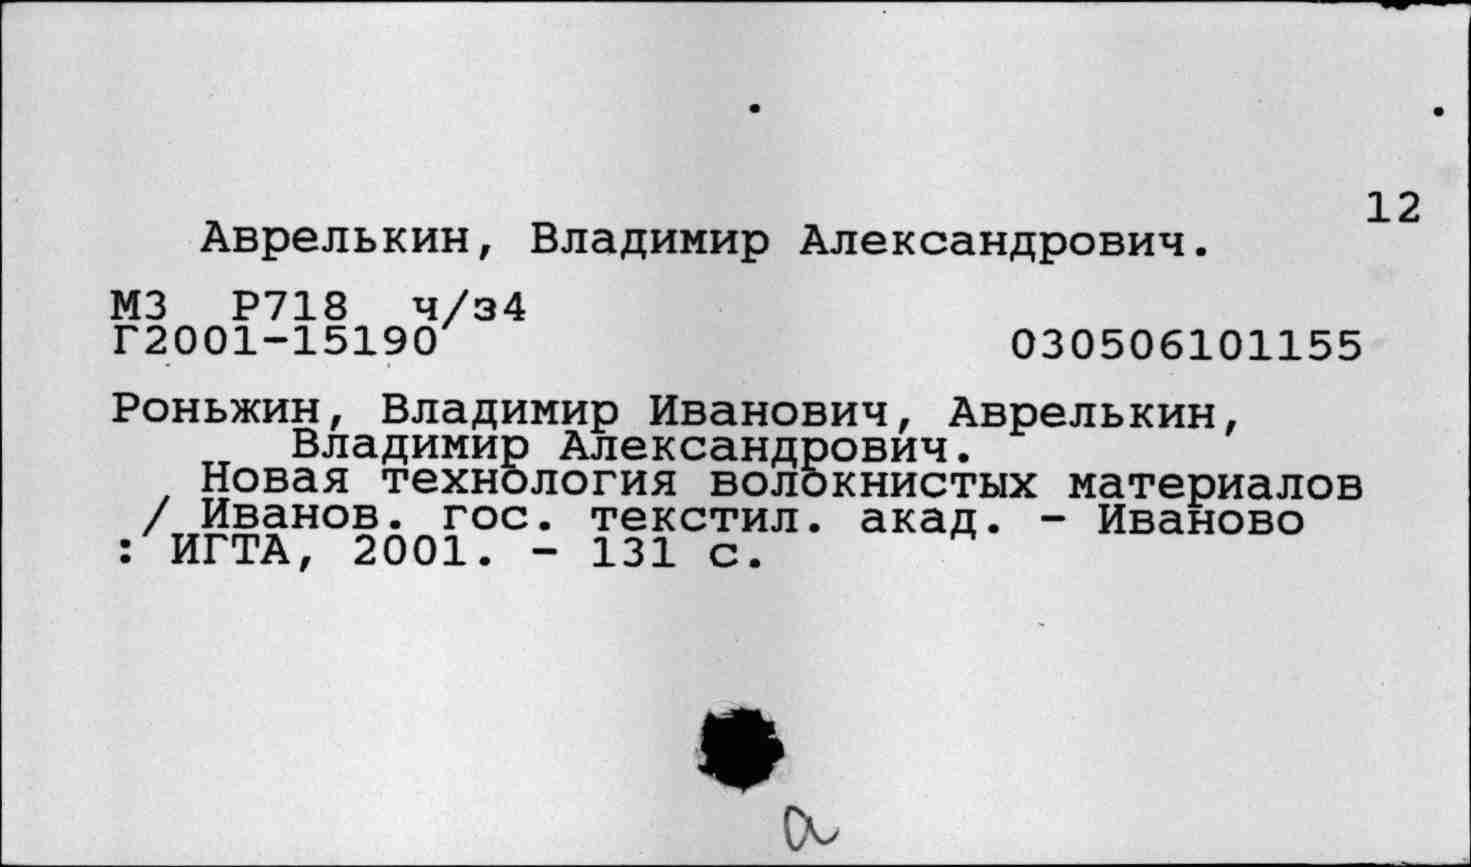 12
Аврелькин, Владимир Александрович.
М3 Р718 ч/з4
Г2001-15190 030506101155
Роньжин, Владимир Иванович, Аврелькин,
Владимир Александрович.
Новая технология волокнистых материалов
/ Иванов. гос. текстил. акад. - Иваново
: ИГТА, 2001. - 131 с.